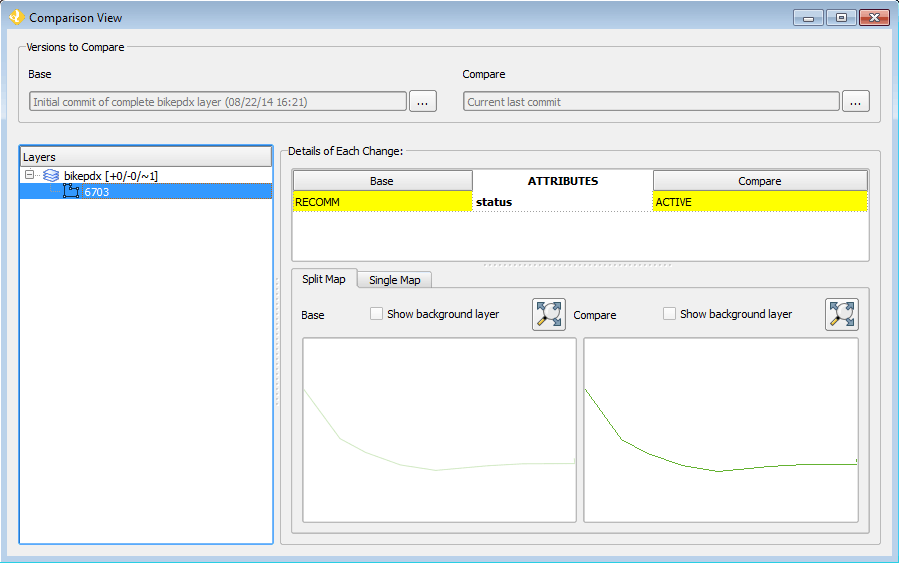 Comparison View
Versions to Compare
Base
Compare
Initial commit of complete bikepdx layer (08/22/14 16:21)
...
Current last commit
...
Layers
bikepdx [+0/-0/~1]
6703
Details of Each Change:
Base ATTRIBUTES Compare
RECOMM status ACTIVE
Split Map Single Map
Base Show background layer
Compare Show background layer